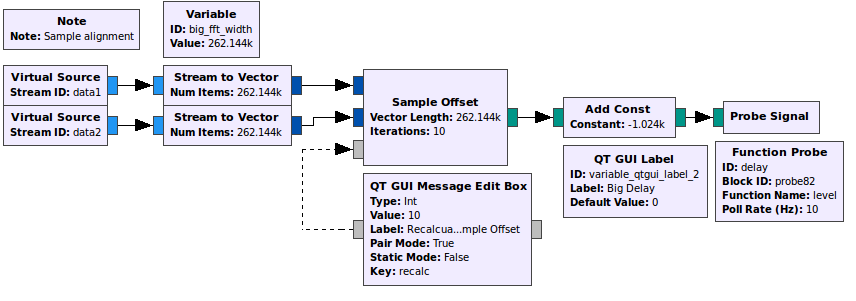 Note
Note: Sample alignment
Variable
ID: big_fft_width
Value: 262.144k
Virtual Source
Stream ID: data1
Stream to Vector
Num Items: 262.144k
Virtual Source
Stream ID: data2
Stream to Vector
Num Items: 262.144k
Sample Offset
Vector Length: 262.144k
Iterations: 10
Add Const
Constant: -1.024k
Probe Signal
QT GUI Message Edit Box
Type: Int
Value: 10
Label: Recalcua...mple Offset
Pair Mode: True
Static Mode: False
Key: recalc
QT GUI Label
ID: variable_qtgui_label_2
Label: Big Delay
Default Value: 0
Function Probe
ID: delay
Block ID: probe82
Function Name: level
Poll Rate (Hz): 10